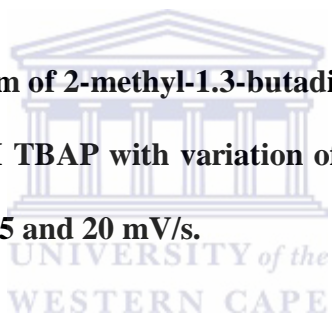 m of 2-methyl-1.3-butadi
TBAP with variation of
5 and 20 mV/s.
UNIVERSITY of the
WESTERN CAPE